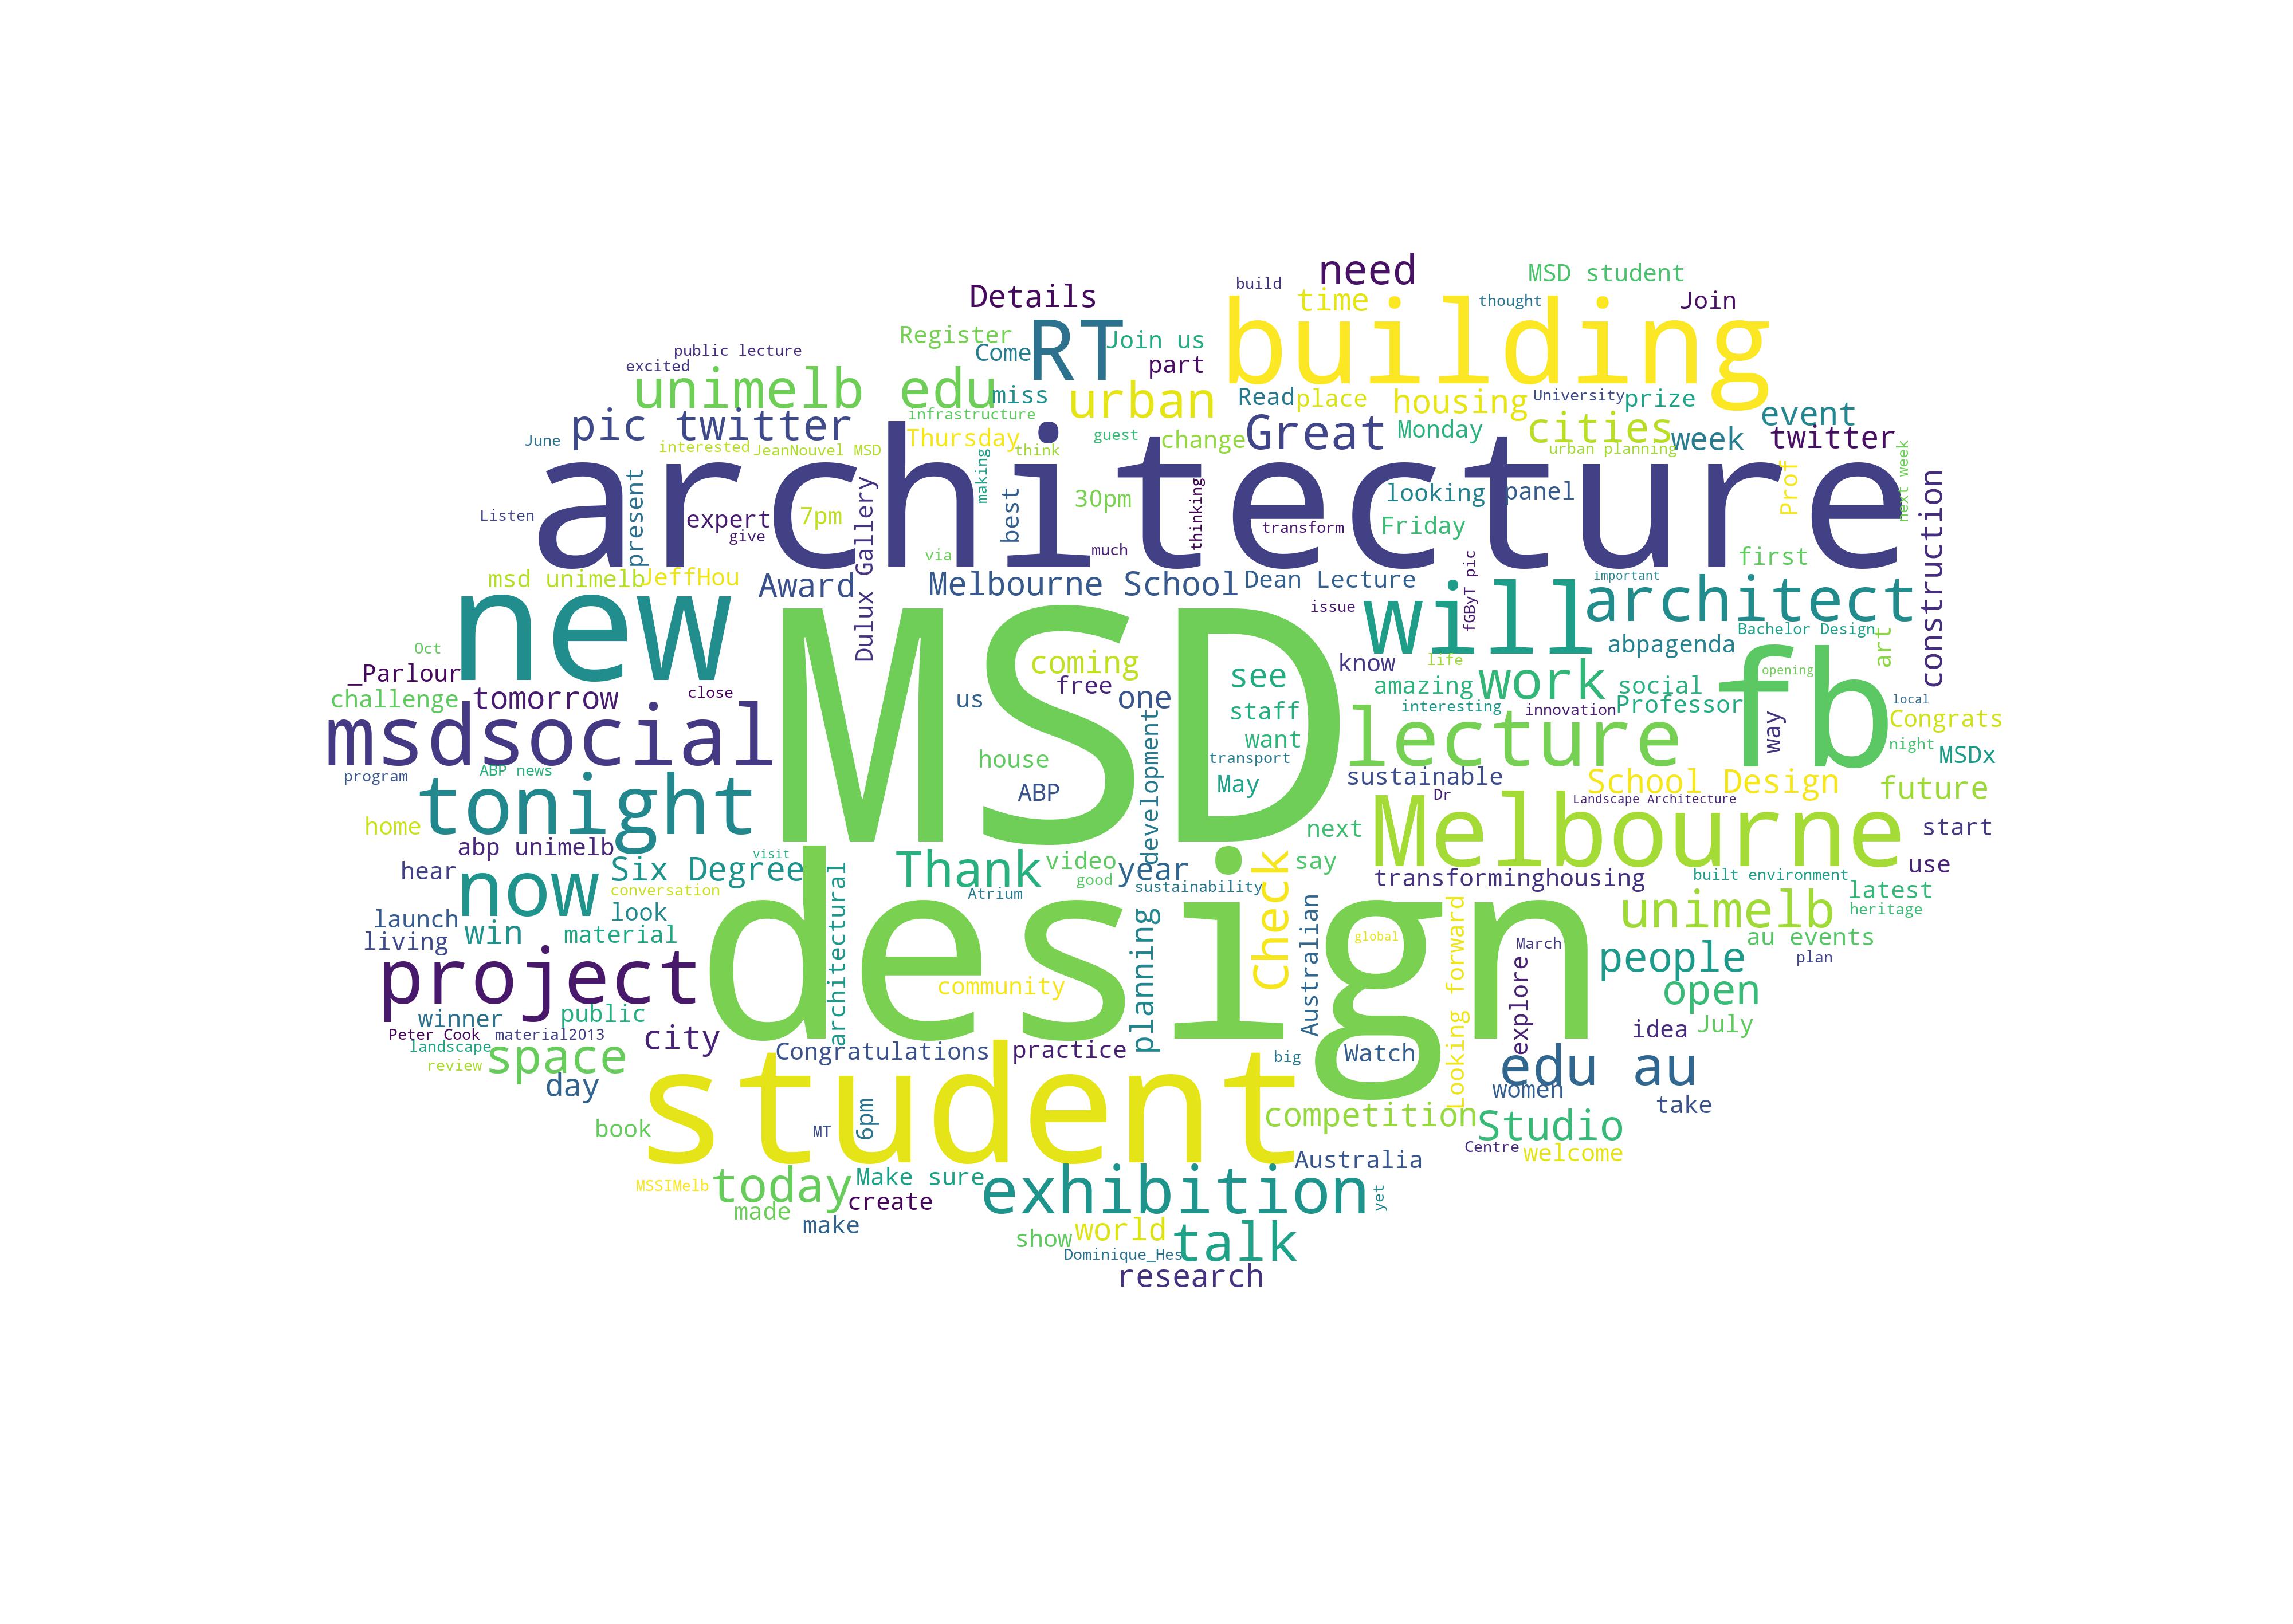 need
MSD student
build
time
thought
Join
Details
building
RT
Register
Join us
Come
part
public lecture
excited
unimelb edu
miss
urban
Read
place
housing
University
prize
event
pic twitter
infrastructure
Great
Monday
cities
week
twitter
June
interested
JeanNouvel MSD
Thursday
think
guest
change
urban planning
next week
architecture
making
Prof
construction
Listen
present
expert
give
7pm
Dulux Gallery
best
30pm
thinking
looking
panel
transform
Friday
via
much
first
msd unimelb
JeffHou
Award
Melbourne School
Dean Lecture
fGByT pic
important
new
will
architect
issue
Bachelor Design
MSD
Oct
_Parlour
coming
see
know
life
abpagenda
art
challenge
tomorrow
close
us
free
one
staff
amazing
work
social
opening
fb
local
msdsocial
want
interesting
innovation
Professor
way
Congrats
lecture
night
MSDx
program
ABP news
house
development
transport
sustainable
School Design
future
tonight
ABP
May
Dr
Landscape Architecture
home
next
Melbourne
start
abp unimelb
visit
hear
Six Degree
Thank
video
year
Check
say
use
now
conversation
good
sustainability
transforminghousing
built environment
latest
Atrium
launch
look
architectural
design
planning
Australian
Looking forward
unimelb
heritage
living
win
material
global
March
au events
project
community
explore
people
plan
open
winner
public
Peter Cook
material2013
city
idea
July
landscape
space
Congratulations
practice
big
Watch
edu au
review
day
student
women
take
book
MT
6pm
competition
Studio
Centre
welcome
MSSIMelb
today
Make sure
exhibition
Australia
yet
made
create
make
show
world
talk
Dominique_Hes
research